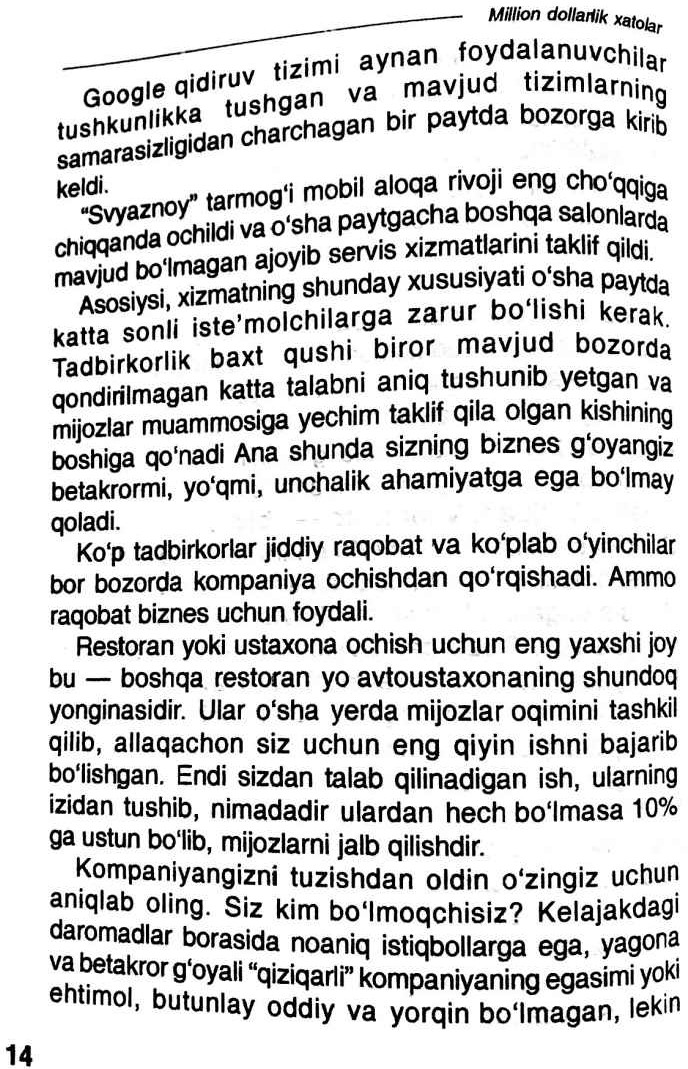 Million dollarlik xatolar
Google qidiruv tizimi aynan foydalanuvchilar
tushkunlikka tushgan va mavjud tizimlarning
samarasizligidan charchagan bir paytda bozorga kirib
keldi.
“Svyaznoy” tarmog‘i mobil aloqa rivoji eng cho‘qqiga
chiqqanda ochildi va o‘sha paytgacha boshqa salonlarda
mavjud bo‘lmagan ajoyib servis xizmatlarini taklif qildi.
Asosiysi, xizmatning shunday xususiyati o‘sha paytda
katta sonli iste’molchilarga zarur bo‘lishi kerak.
Tadbirkorlik baxt qushi biror mavjud bozorda
qondirilmagan katta talabni aniq tushunib yetgan va
mijozlar muammosiga yechim taklif qila olgan kishining
boshiga qo‘nadi Ana shunda sizning biznes g‘oyangiz
betakrormi, yo‘qmi, unchalik ahamiyatga ega bo‘lmay
qoladi.
Ko‘p tadbirkorlar jiddiy raqobat va ko‘plab o‘yinchilar
bor bozorda kompaniya ochishdan qo‘rqishadi. Ammo
raqobat biznes uchun foydali.
Restoran yoki ustaxona ochish uchun eng yaxshi joy
bu — boshqa restoran yo avtoustaxonaning shundoq
yonginasidir. Ular o‘sha yerda mijozlar oqimini tashkil
qilib, allaqachon siz uchun eng qiyin ishni bajarib
bo‘lishgan. Endi sizdan talab qilinadigan ish, ularning
izidan tushib, nimadadir ulardan hech bo‘lmasa 10%
ga ustun bo‘lib, mijozlarni jalb qilishdir.
Kompaniyangizni tuzishdan oldin o‘zingiz uchun
aniqlab oling. Siz kim bo‘lmoqchisiz? Kelajakdagi
daromadlar borasida noaniq istiqbollarga ega, yagona
va betakror g‘oyali “qiziqarli” kompaniyaning egasimi yoki
ehtimol, butunlay oddiy va yorqin bo‘lmagan, lekin
14